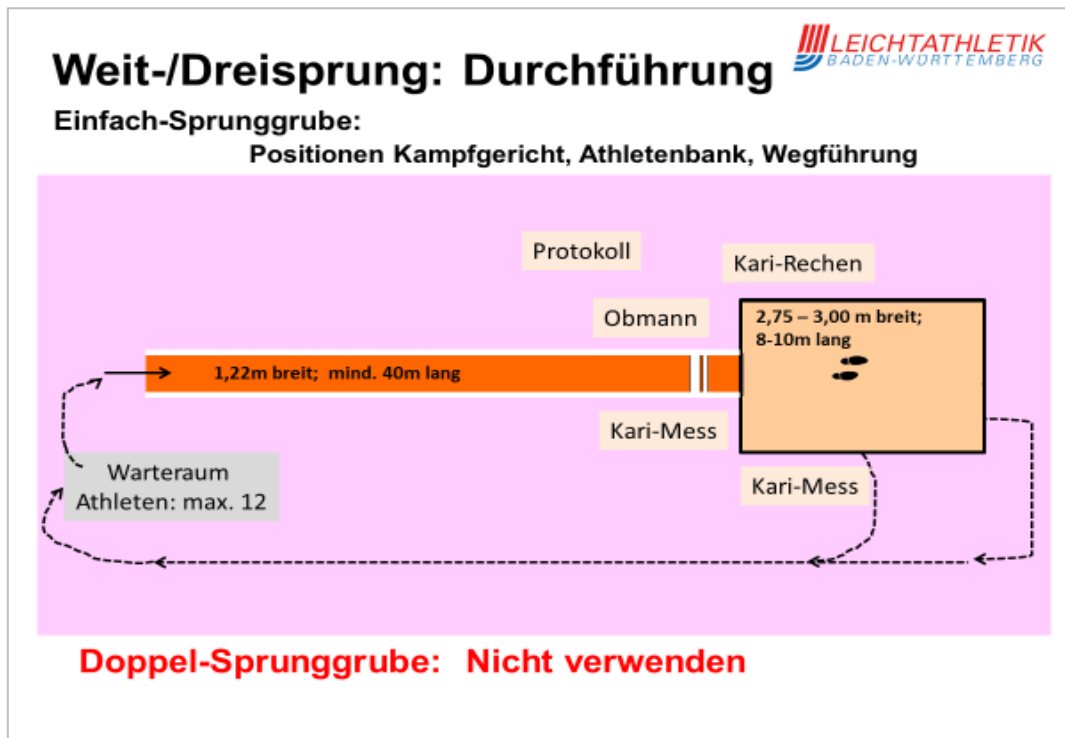 LEICHTATHLETIK
BADEN-WÜRTTEMBERG
Weit-/Dreisprung: Durchführung
Einfach-Sprunggrube:
Positionen Kampfgericht, Athletenbank, Wegführung
Protokoll
Kari-Rechen
Obmann
2,75 – 3,00 m breit;
8-10m lang
1,22m breit; mind. 40m lang
Kari-Mess
Warteraum
Athleten: max. 12
Kari-Mess
Doppel-Sprunggrube: Nicht verwenden